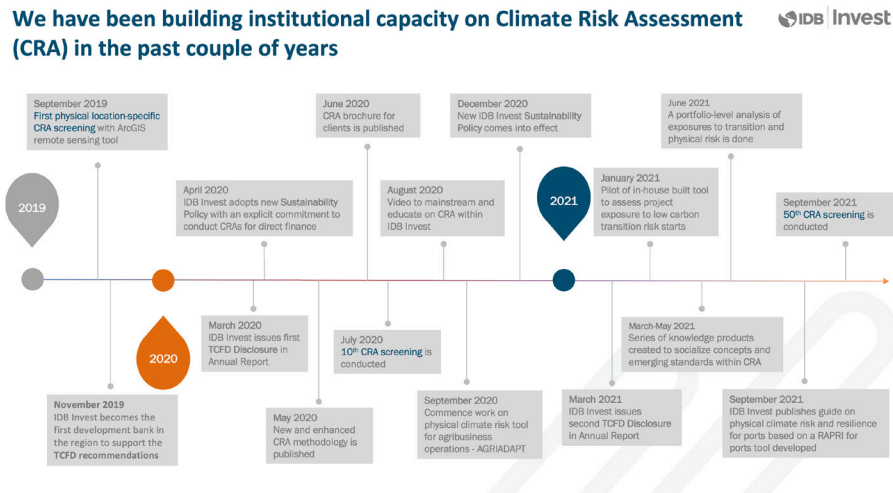 We have been building institutional capacity on Climate Risk Assessment
(CRA) in the past couple of years
IDB Invest
September 2019
First physical location-specific
CRA screening with ArcGIS
remote sensing tool
June 2020
CRA brochure for
clients is published
December 2020
New IDB Invest Sustainability
Policy comes into effect
June 2021
A portfolio-level analysis of
exposures to transition and
physical risk is done
2019
April 2020
IDB Invest adopts new Sustainability
Policy with an explicit commitment to
conduct CRAs for direct finance
August 2020
Video to mainstream and
educate on CRA within
IDB Invest
2021
January 2021
Pilot of in-house built tool
to assess project
exposure to low carbon
transition risk starts
September 2021
50th CRA screening is
conducted
2020
March 2020
IDB Invest issues first
TCFD Disclosure in
Annual Report
July 2020
10th CRA screening is
conducted
March-May 2021
Series of knowledge products
created to socialize concepts and
emerging standards within CRA
November 2019
IDB Invest becomes the
first development bank in
the region to support the
TCFD recommendations
May 2020
New and enhanced
CRA methodology is
published
September 2020
Commence work on
physical climate risk tool
for agribusiness
operations - AGRIADAPT
March 2021
IDB Invest issues
second TCFD Disclosure
in Annual Report
September 2021
IDB Invest publishes guide on
physical climate risk and resilience
for ports based on a RAPRI for
ports tool developed